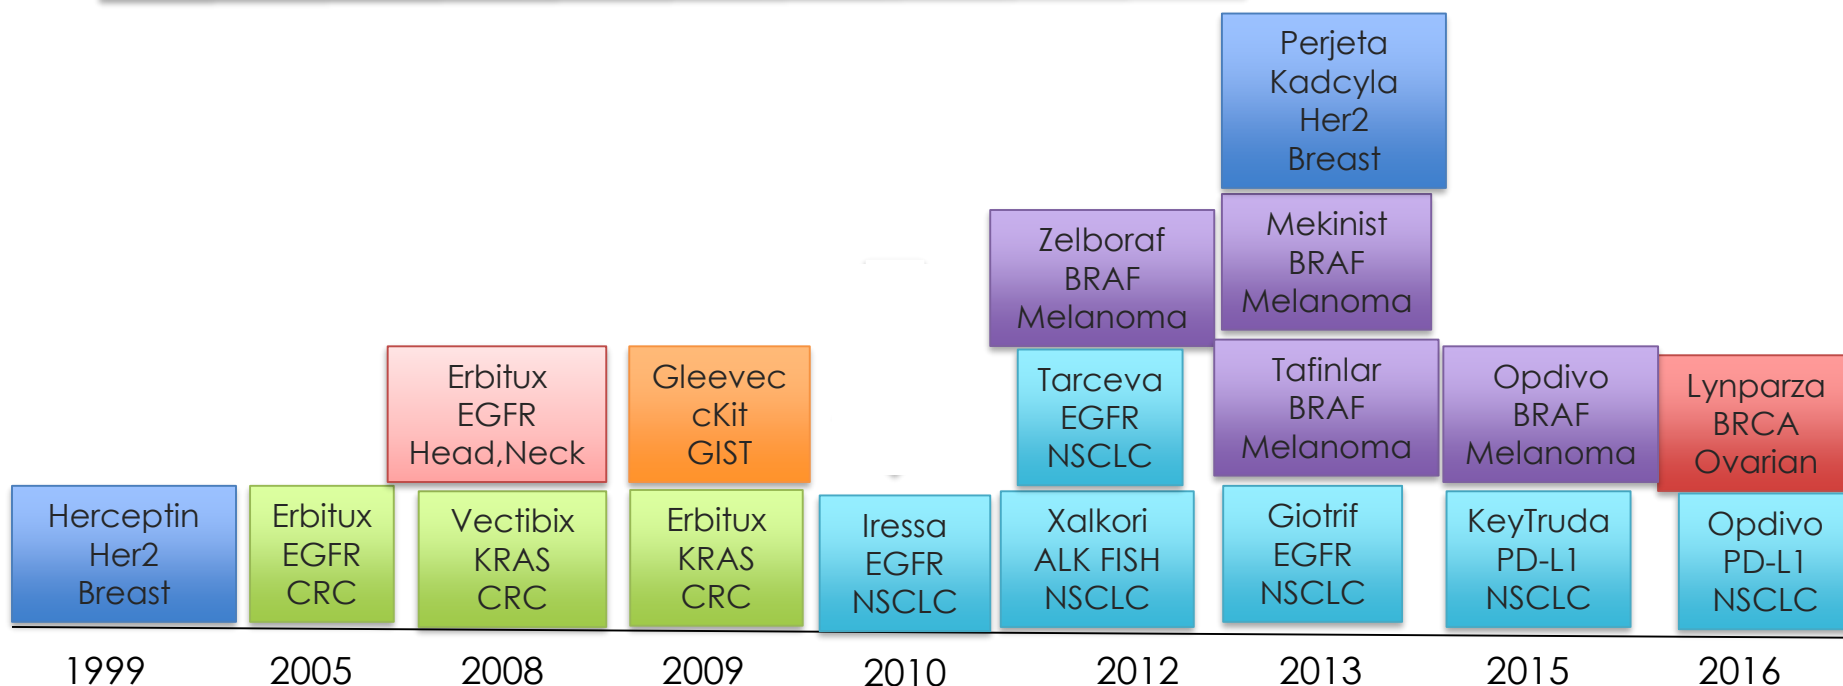 Perjeta
Kadcyla
Her2
Breast
Zelboraf
BRAF
Melanoma
Mekinist
BRAF
Melanoma
Erbitux
EGFR
Head,Neck
Gleevec
cKit
GIST
Tarceva
EGFR
NSCLC
Tafinlar
BRAF
Melanoma
Opdivo
BRAF
Melanoma
Lynparza
BRCA
Ovarian
Herceptin
Her2
Breast
Erbitux
EGFR
CRC
Vectibix
KRAS
CRC
Erbitux
KRAS
CRC
Iressa
EGFR
NSCLC
Xalkori
ALK FISH
NSCLC
Giotrif
EGFR
NSCLC
KeyTruda
PD-L1
NSCLC
Opdivo
PD-L1
NSCLC
1999 2005 2008 2009 2010 2012 2013 2015 2016